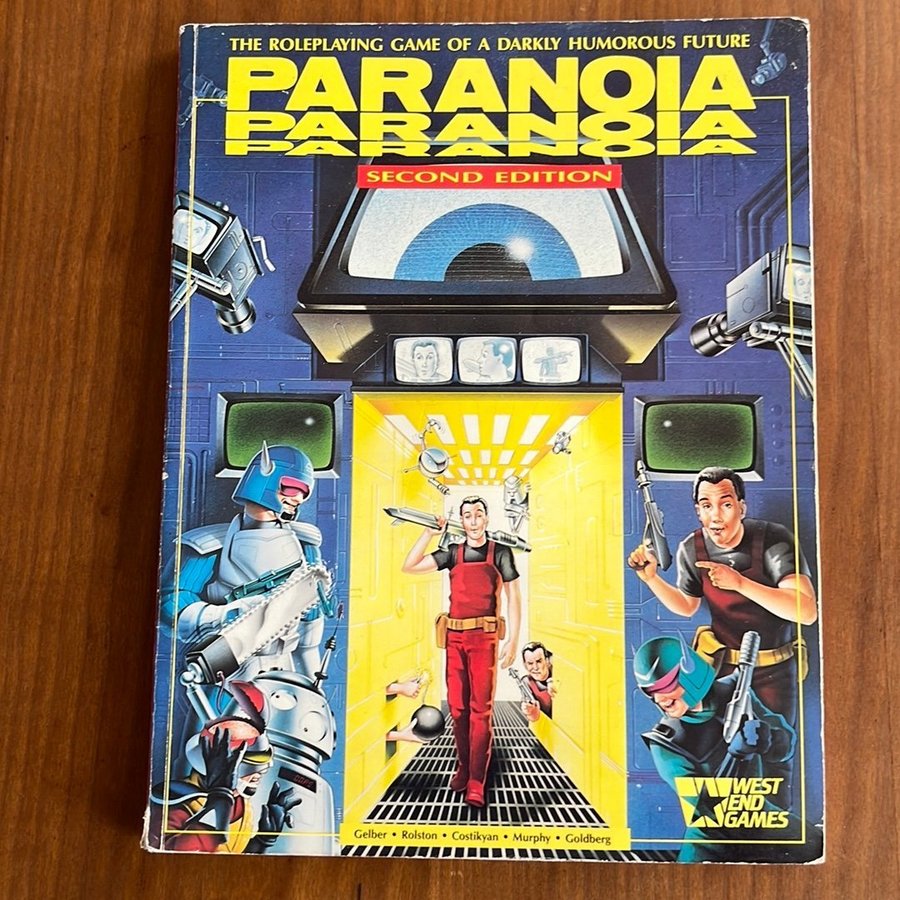 THE ROLEPLAYING GAME OF A DARKLY HUMOROUS FUTURE
PARANOIA
PARANOIA
PARANOIA
SECOND EDITION
WEST
END
GAMES
Gelber • Rolston • Costikyan • Murphy • Goldberg